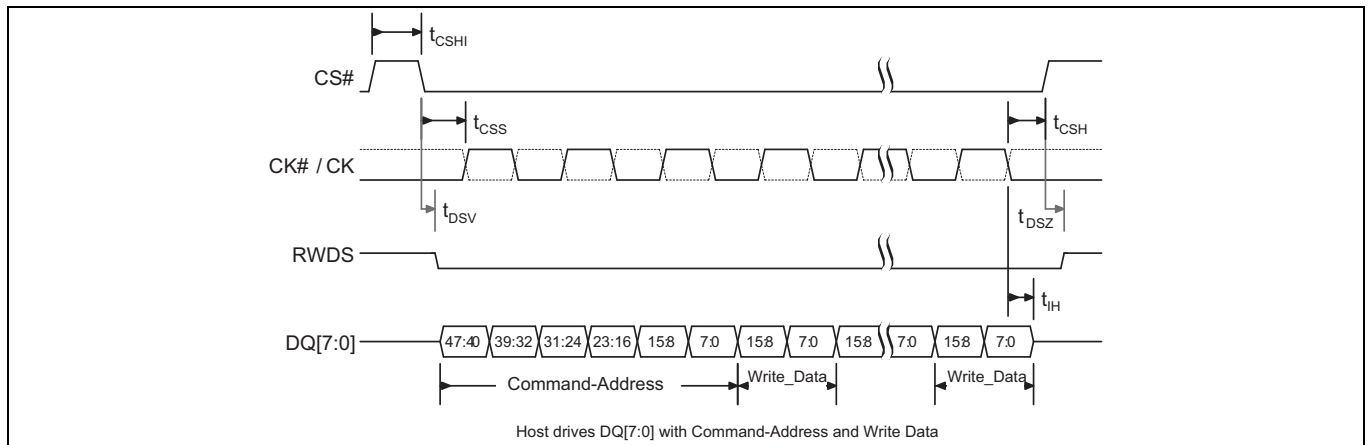 tCSHI
CS#
tCSS
tCSH
CK# / CK
tDSV
tDSZ
RWDS
tIH
DQ[7:0]
47:40 39:32 31:24 23:16 15:8 7:0 15:8 7:0 15:8 7:0 15:8 7:0
Command-Address Write_Data Write_Data
Host drives DQ[7:0] with Command-Address and Write Data